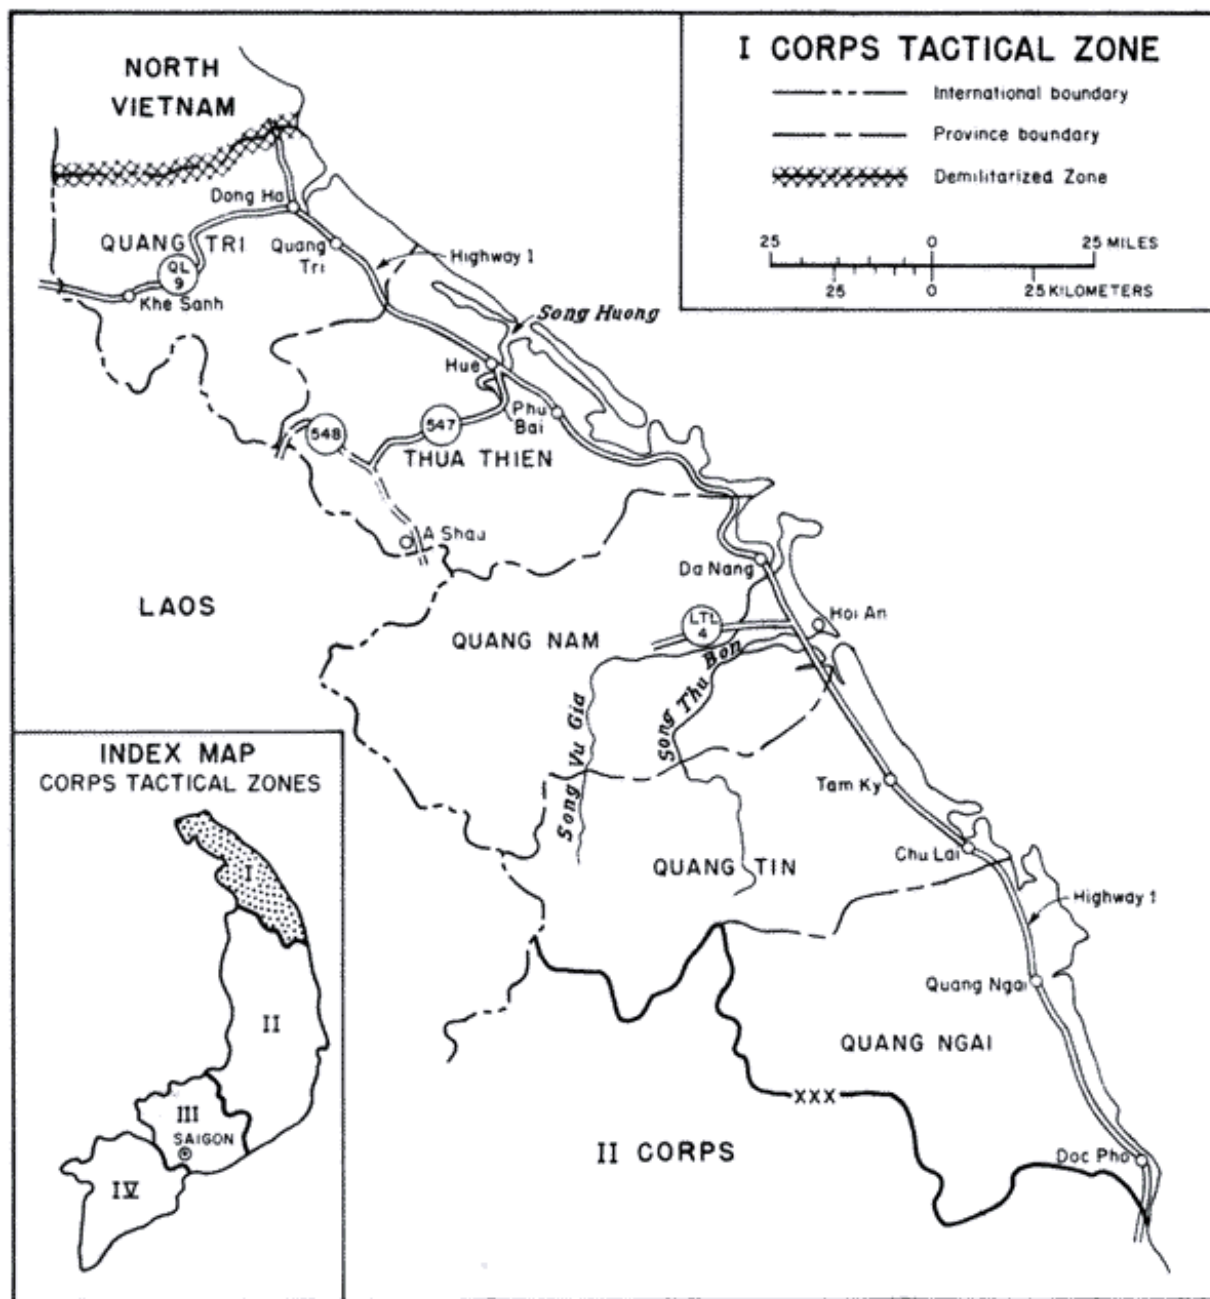 I CORPS TACTICAL ZONE
International boundary
Province boundary
Demilitarized Zone
25 0 25 MILES
25 0 25 KILOMETERS
NORTH
VIETNAM
Dong Ha
QUANG TRI
Quang
Tri
Highway 1
QL
9
Khe Sanh
Song Huong
Hue
Phu
Bai
548
547
THUA THIEN
A Shau
LAOS
Da Nang
Hoi An
LTL
4
QUANG NAM
Song Thu Bon
Song Vu Gia
Tam Ky
Chu Lai
QUANG TIN
Highway 1
Quang Ngai
QUANG NGAI
XXX
II CORPS
Doc Pho
INDEX MAP
CORPS TACTICAL ZONES
I
II
III
SAIGON
IV